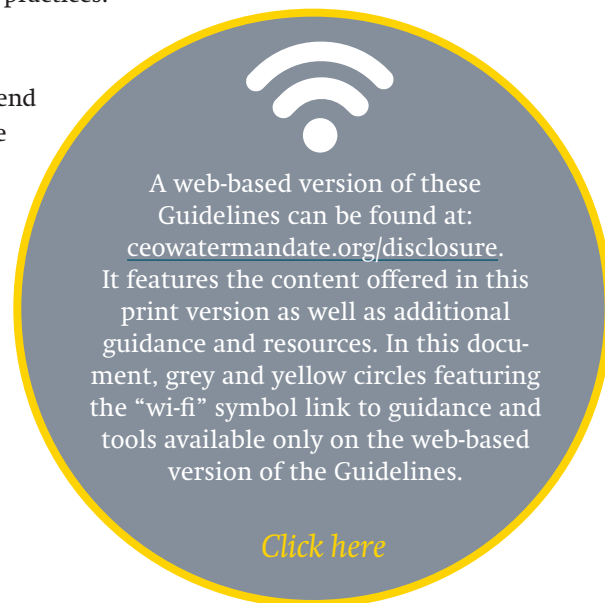 practices.
end
e
A web-based version of these
Guidelines can be found at:
ceowatermandate.org/disclosure.
It features the content offered in this
print version as well as additional
guidance and resources. In this docu-
ment, grey and yellow circles featuring
the “wi-fi” symbol link to guidance and
tools available only on the web-based
version of the Guidelines.
Click here